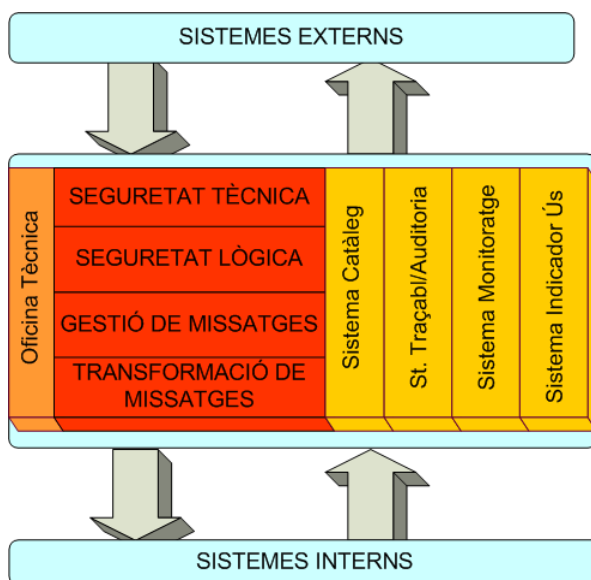 SISTEMES EXTERNS
Oficina Tècnica
SEGURETAT TÈCNICA
SEGURETAT LÒGICA
GESTIÓ DE MISSATGES
TRANSFORMACIÓ DE
MISSATGES
Sistema Catàleg
St. Traçabl/Auditoria
Sistema Monitoratge
Sistema Indicador Ús
SISTEMES INTERNS